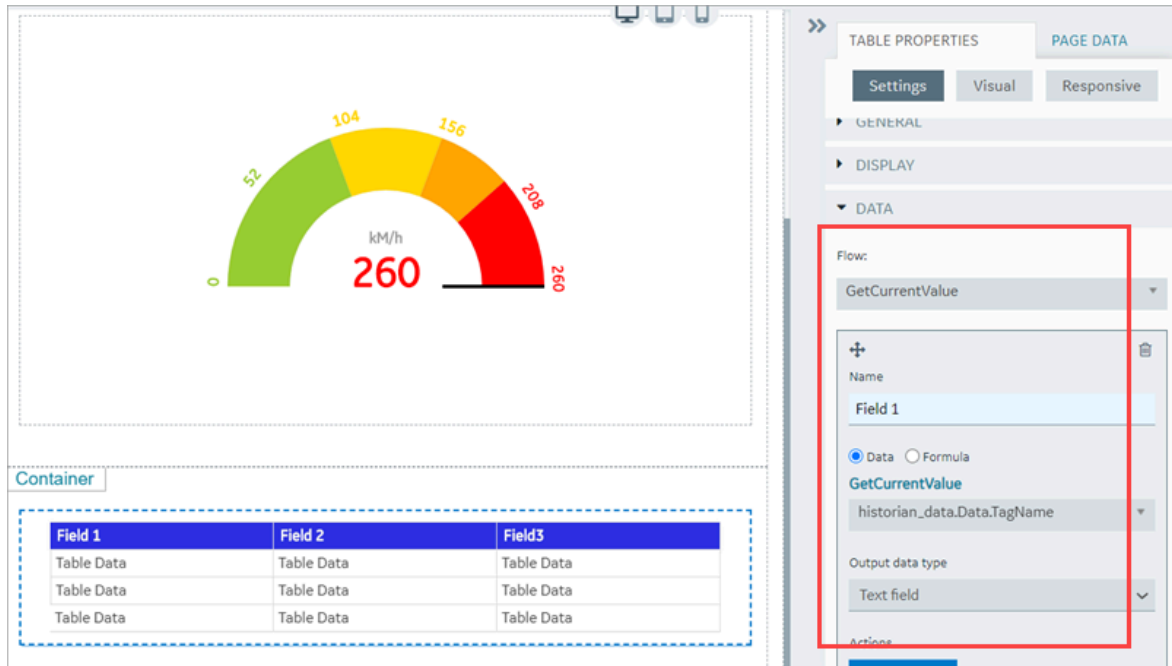 TABLE PROPERTIES PAGE DATA
Settings Visual Responsive
GENERAL
DISPLAY
DATA
Flow:
GetCurrentValue
Name
Field 1
Data Formula
GetCurrentValue
historian_data.Data.TagName
Output data type
Text field
Actions
0
52
104
156
208
260
kM/h
260
Container
Field 1 Field 2 Field3
Table Data Table Data Table Data
Table Data Table Data Table Data
Table Data Table Data Table Data